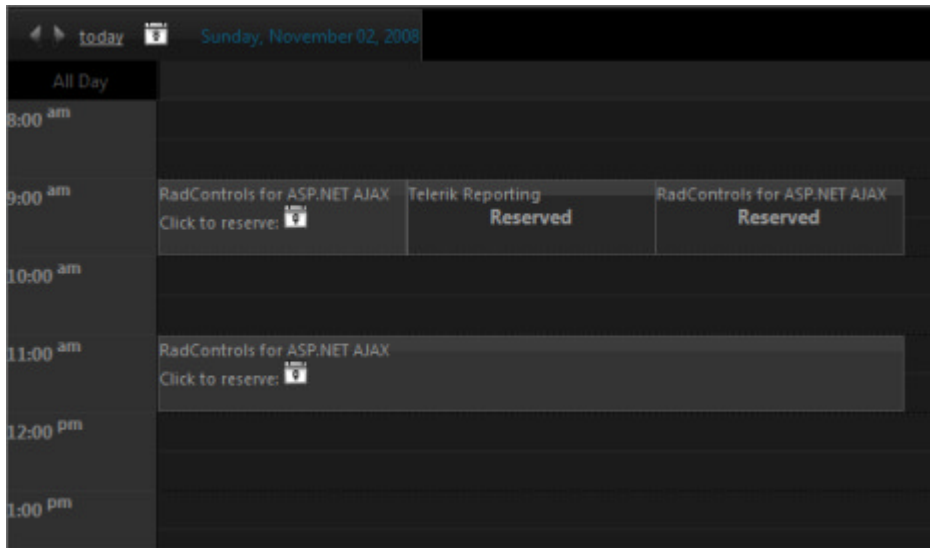 today Sunday, November 02, 2008
All Day
8:00 am
9:00 am RadControls for ASP.NET AJAX Telerik Reporting RadControls for ASP.NET AJAX
Click to reserve: Reserved Reserved
10:00 am
11:00 am RadControls for ASP.NET AJAX
Click to reserve:
12:00 pm
1:00 pm